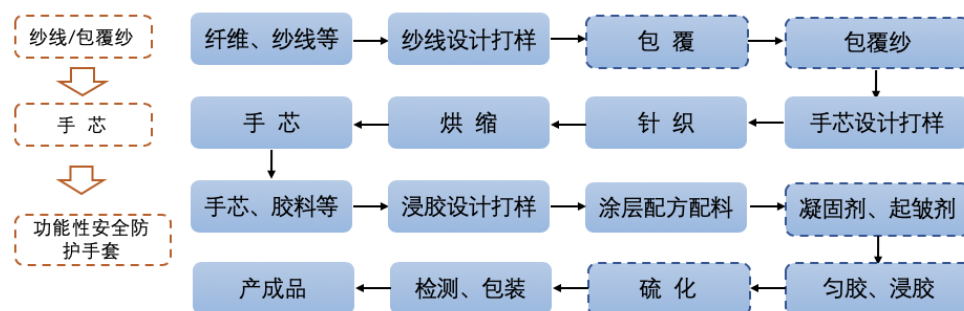 纱线/包覆纱
纤维、纱线等
纱线设计打样
包 覆
包覆纱
手 芯
手 芯
烘 缩
针 织
手芯设计打样
功能性安全防
护手套
手芯、胶料等
浸胶设计打样
涂层配方配料
凝固剂、起皱剂
产成品
检测、包装
硫 化
匀胶、浸胶